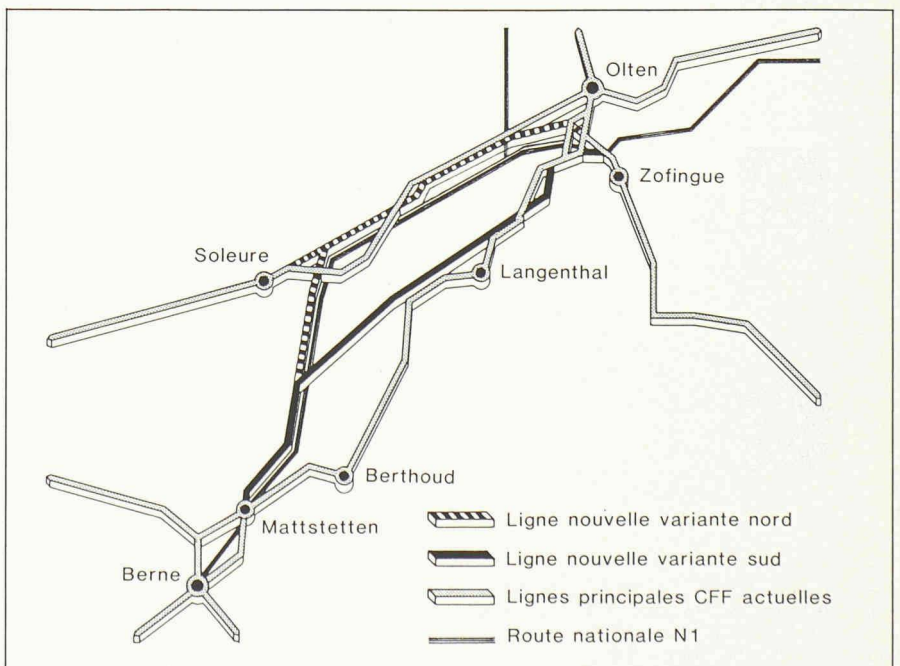 Olten
Zofingue
Soleure
Langenthal
Berthoud
Mattstetten
Berne
Ligne nouvelle variante nord
Ligne nouvelle variante sud
Lignes principales CFF actuelles
Route nationale N1